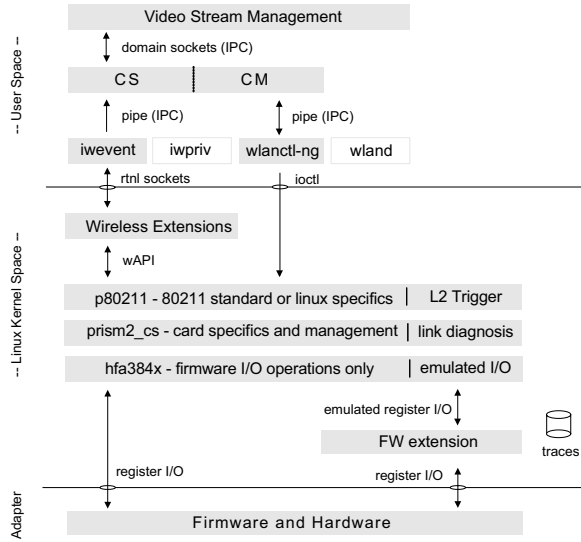 Video Stream Management
domain sockets (IPC)
CS CM
pipe (IPC) pipe (IPC)
iwevent iwpriv wlanctl-ng wland
rtnl sockets ioctl
Wireless Extensions
wAPI
p80211 - 80211 standard or linux specifics | L2 Trigger
prism2_cs - card specifics and management | link diagnosis
hfa384x - firmware I/O operations only | emulated I/O
emulated register I/O
FW extension
traces
register I/O register I/O
Firmware and Hardware
-- User Space --
-- Linux Kernel Space --
Adapter